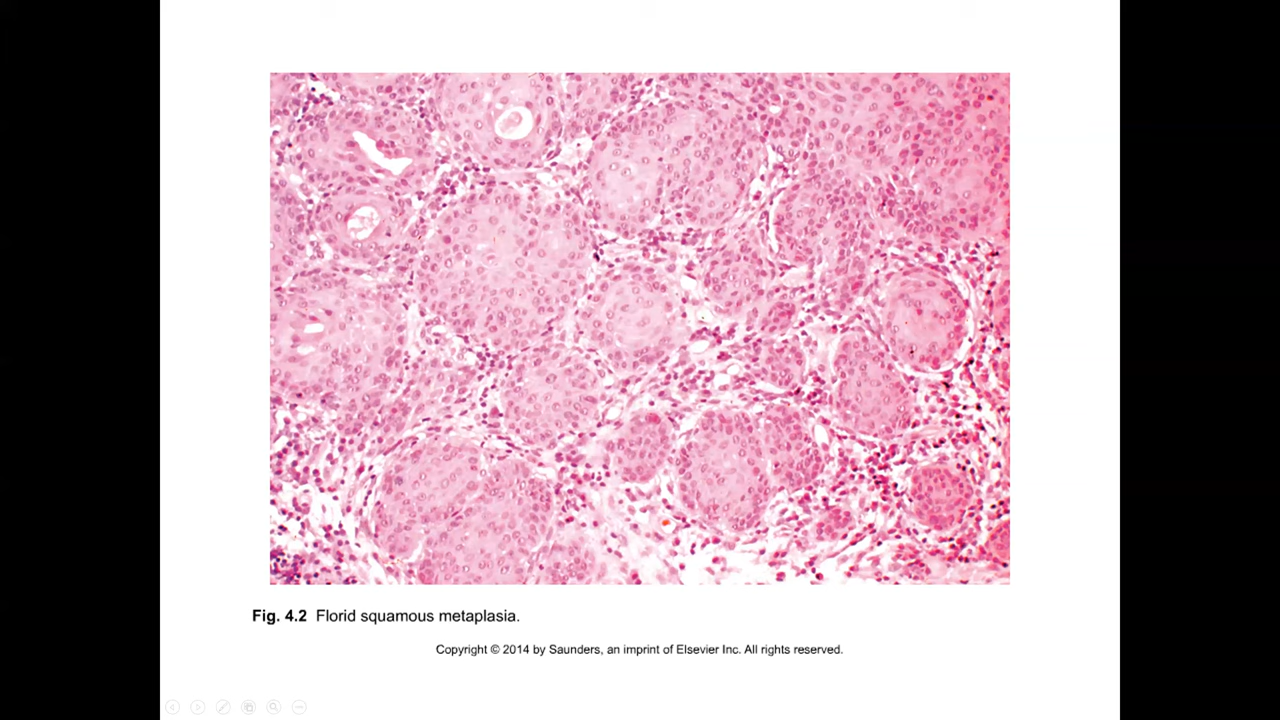 Fig. 4.2 Florid squamous metaplasia.
Copyright © 2014 by Saunders, an imprint of Elsevier Inc. All rights reserved.